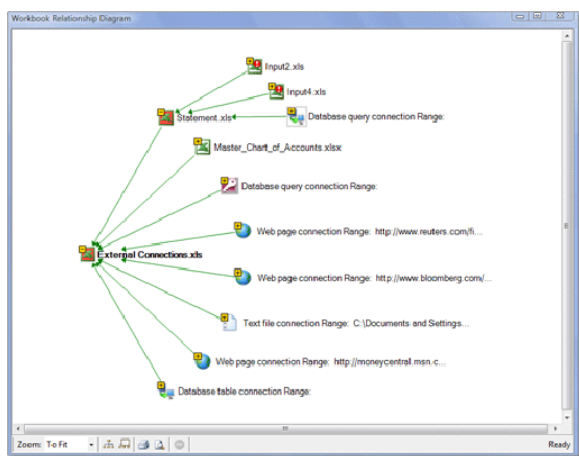 Workbook Relationship Diagram
Input2.xls
Input4.xls
Statement.xls
Database query connection Range:
Master_Chart_of_Accounts.xlsx
Database query connection Range:
Web page connection Range: http://www.reuters.com/fi...
External Connections.xls
Web page connection Range: http://www.bloomberg.com/...
Text file connection Range: C:\Documents and Settings...
Web page connection Range: http://moneycentral.msn.c...
Database table connection Range:
Zoom: To Fit
Ready